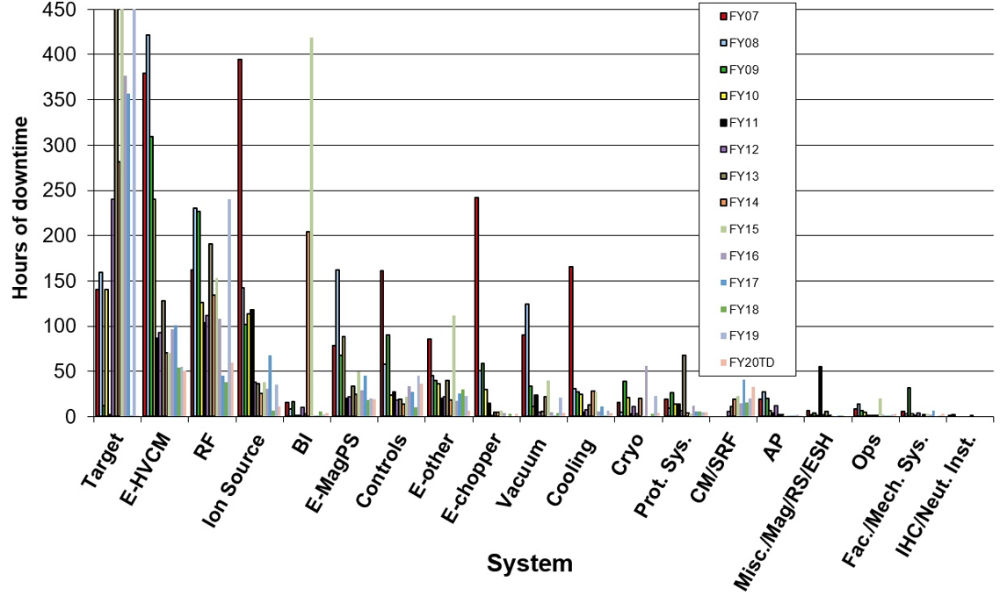 450
400
350
300
250
200
150
100
50
0
Hours of downtime
FY07
FY08
FY09
FY10
FY11
FY12
FY13
FY14
FY15
FY16
FY17
FY18
FY19
FY20TD
Target
E-HVCM
RF
Ion Source
BI
E-MagPS
Controls
E-other
E-chopper
Vacuum
Cooling
Cryo
Prot. Sys.
CM/SRF
AP
Misc./Mag/RS/ESH
Ops
Fac./Mech. Sys.
IHC/Neut. Inst.
System